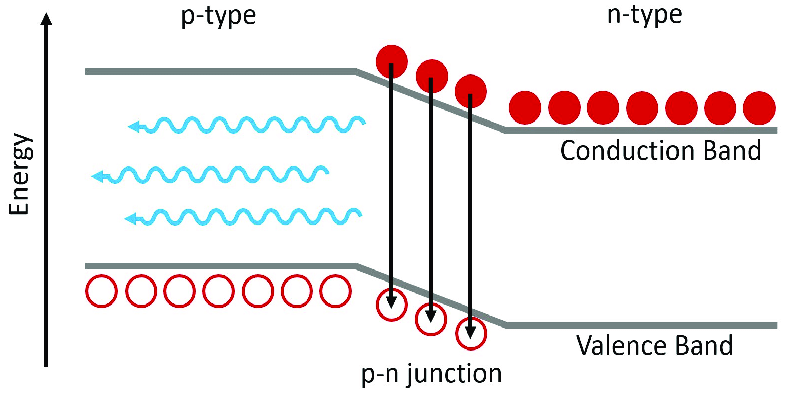 p-type
n-type
Energy
Conduction Band
Valence Band
p-n junction